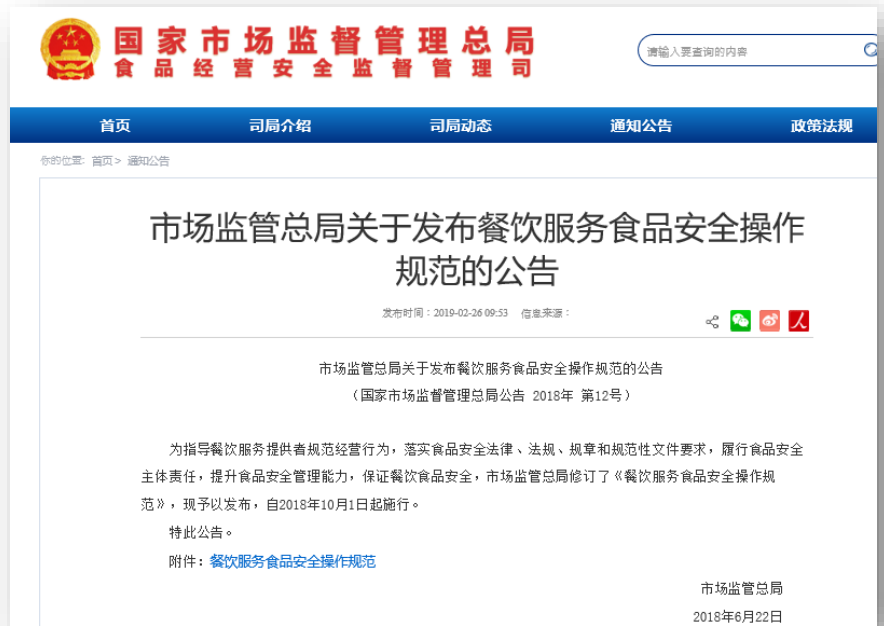 国家市场监督管理总局
食品经营安全监督管理司
请输入要查询的内容
首页 司局介绍 司局动态 通知公告 政策法规
你的位置: 首页> 通知公告
市场监管总局关于发布餐饮服务食品安全操作
规范的公告
发布时间：2019-02-26 09:53 信息来源：
市场监管总局关于发布餐饮服务食品安全操作规范的公告
（国家市场监督管理总局公告 2018年 第12号）
为指导餐饮服务提供者规范经营行为，落实食品安全法律、法规、规章和规范性文件要求，履行食品安全
主体责任，提升食品安全管理能力，保证餐饮食品安全，市场监管总局修订了《餐饮服务食品安全操作规
范》，现予以发布，自2018年10月1日起施行。
特此公告。
附件：餐饮服务食品安全操作规范
市场监管总局
2018年6月22日